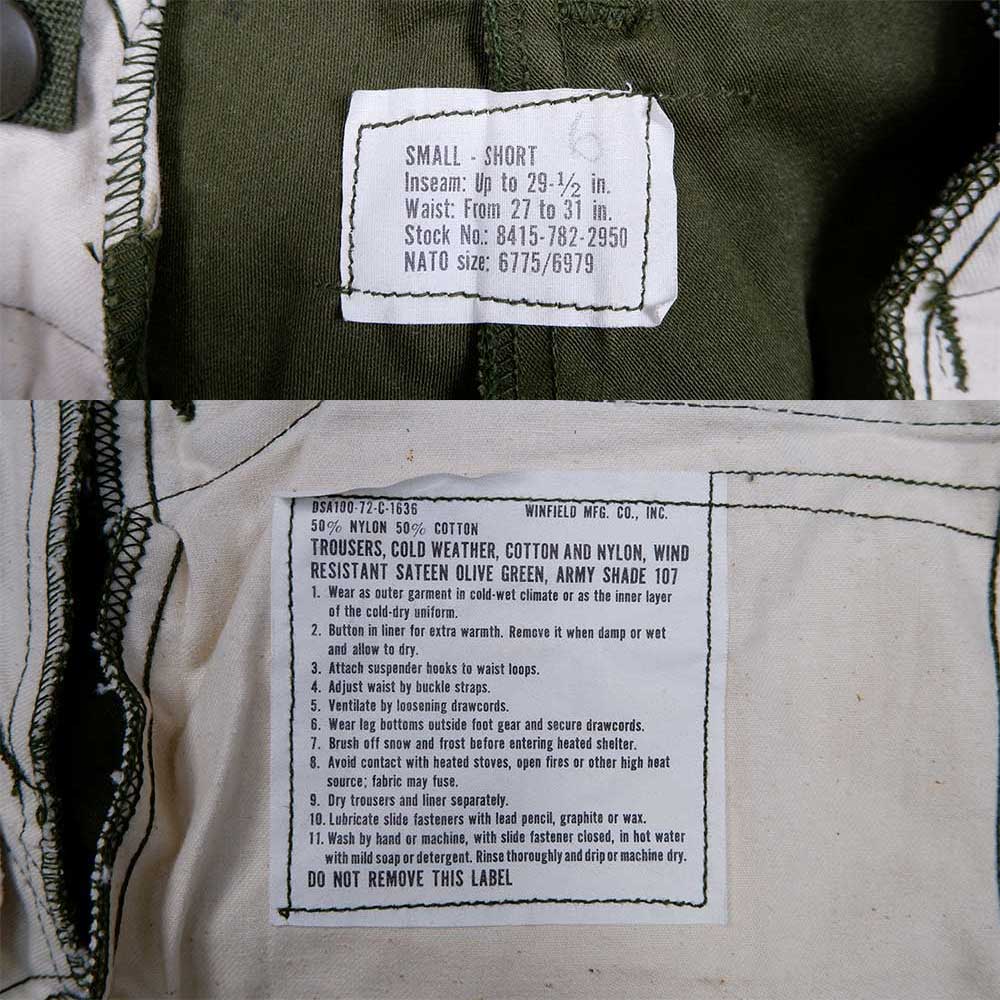 6
SMALL - SHORT
Inseam: Up to 29-1/2 in.
Waist: From 27 to 31 in.
Stock No.: 8415-782-2950
NATO size: 6775/6979
DSA100-72-C-1636 WINFIELD MFG. CO., INC.
50% NYLON 50% COTTON
TROUSERS, COLD WEATHER, COTTON AND NYLON, WIND
RESISTANT SATEEN OLIVE GREEN, ARMY SHADE 107
1. Wear as outer garment in cold-wet climate or as the inner layer
of the cold-dry uniform.
2. Button in liner for extra warmth. Remove it when damp or wet
and allow to dry.
3. Attach suspender hooks to waist loops.
4. Adjust waist by buckle straps.
5. Ventilate by loosening drawcords.
6. Wear leg bottoms outside foot gear and secure drawcords.
7. Brush off snow and frost before entering heated shelter.
8. Avoid contact with heated stoves, open fires or other high heat
source; fabric may fuse.
9. Dry trousers and liner separately.
10. Lubricate slide fasteners with lead pencil, graphite or wax.
11. Wash by hand or machine, with slide fastener closed, in hot water
with mild soap or detergent. Rinse thoroughly and drip or machine dry.
DO NOT REMOVE THIS LABEL